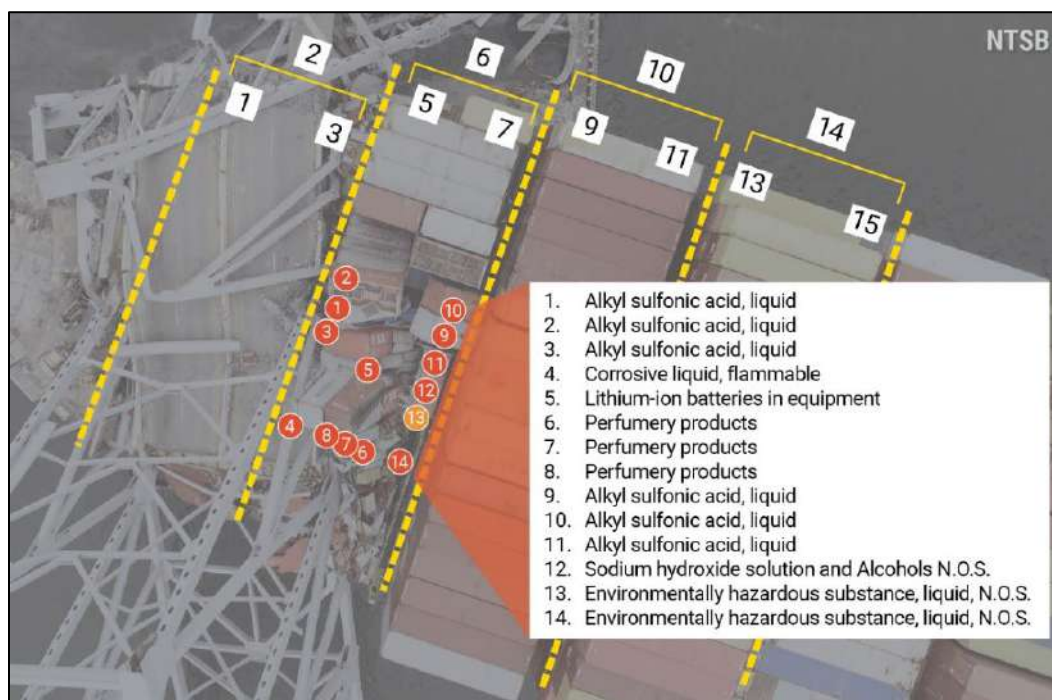 NTSB
2
6
10
14
1
3
5
7
9
11
13
15
2
1
3
5
4
8
7
6
10
9
11
12
13
14
1. Alkyl sulfonic acid, liquid
2. Alkyl sulfonic acid, liquid
3. Alkyl sulfonic acid, liquid
4. Corrosive liquid, flammable
5. Lithium-ion batteries in equipment
6. Perfumery products
7. Perfumery products
8. Perfumery products
9. Alkyl sulfonic acid, liquid
10. Alkyl sulfonic acid, liquid
11. Alkyl sulfonic acid, liquid
12. Sodium hydroxide solution and Alcohols N.O.S.
13. Environmentally hazardous substance, liquid, N.O.S.
14. Environmentally hazardous substance, liquid, N.O.S.